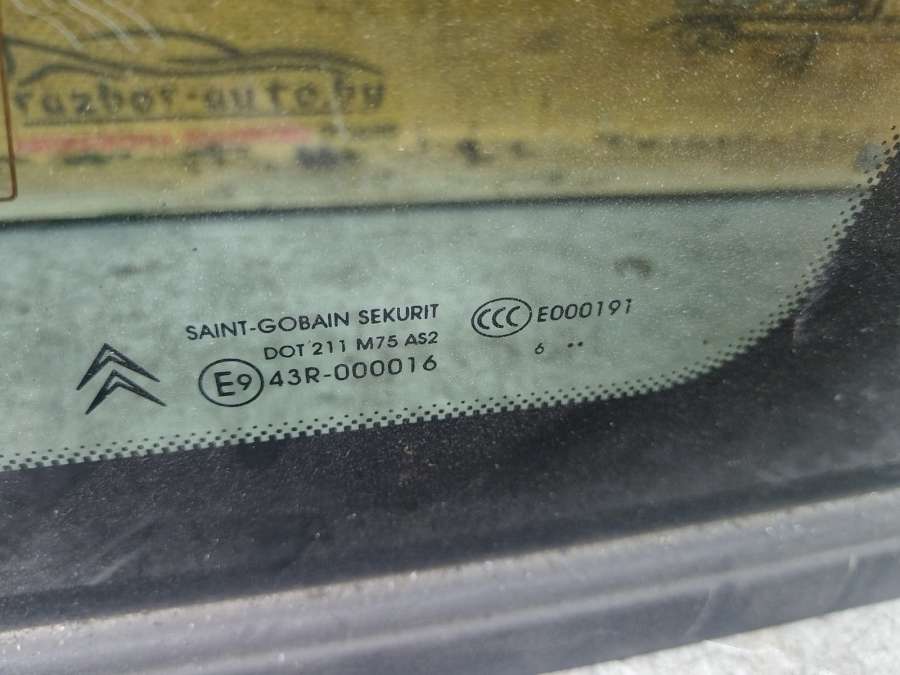 razbor-auto.by
SAINT-GOBAIN SEKURIT
DOT 211 M75 AS2
E9 43R-000016
CCC E000191
6 ..